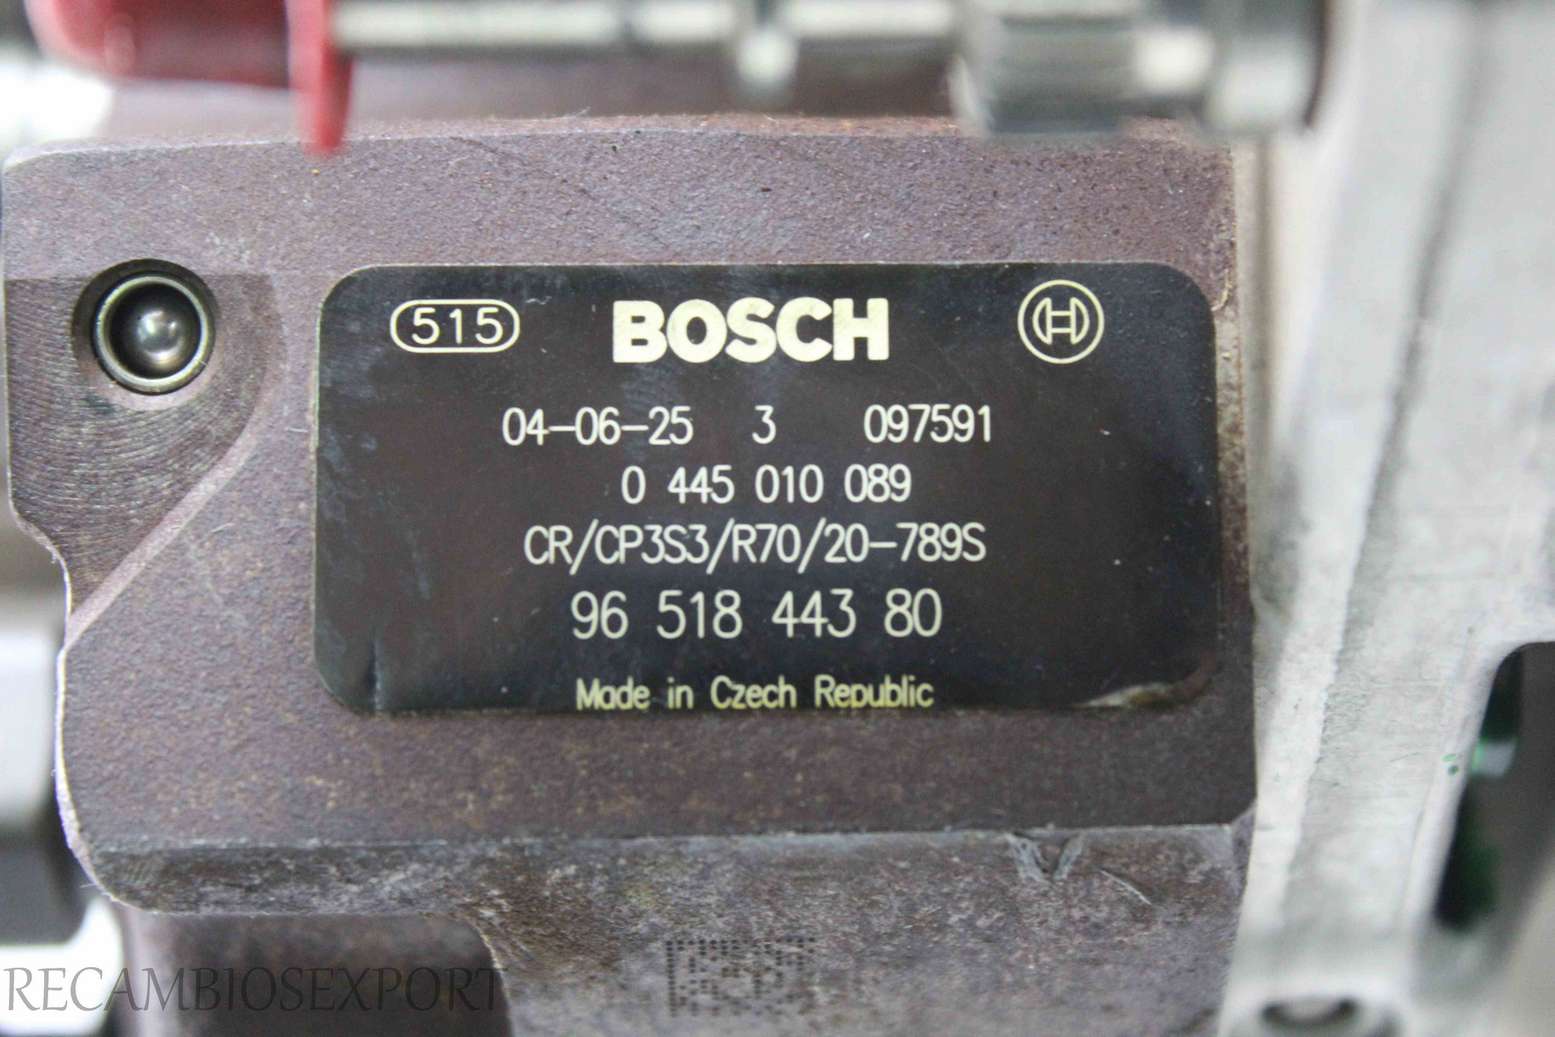 515 BOSCH H
04-06-25 3 097591
0 445 010 089
CR/CP3S3/R70/20-789S
96 518 443 80
Made in Czech Republic
RECAMBIOSEXPORT